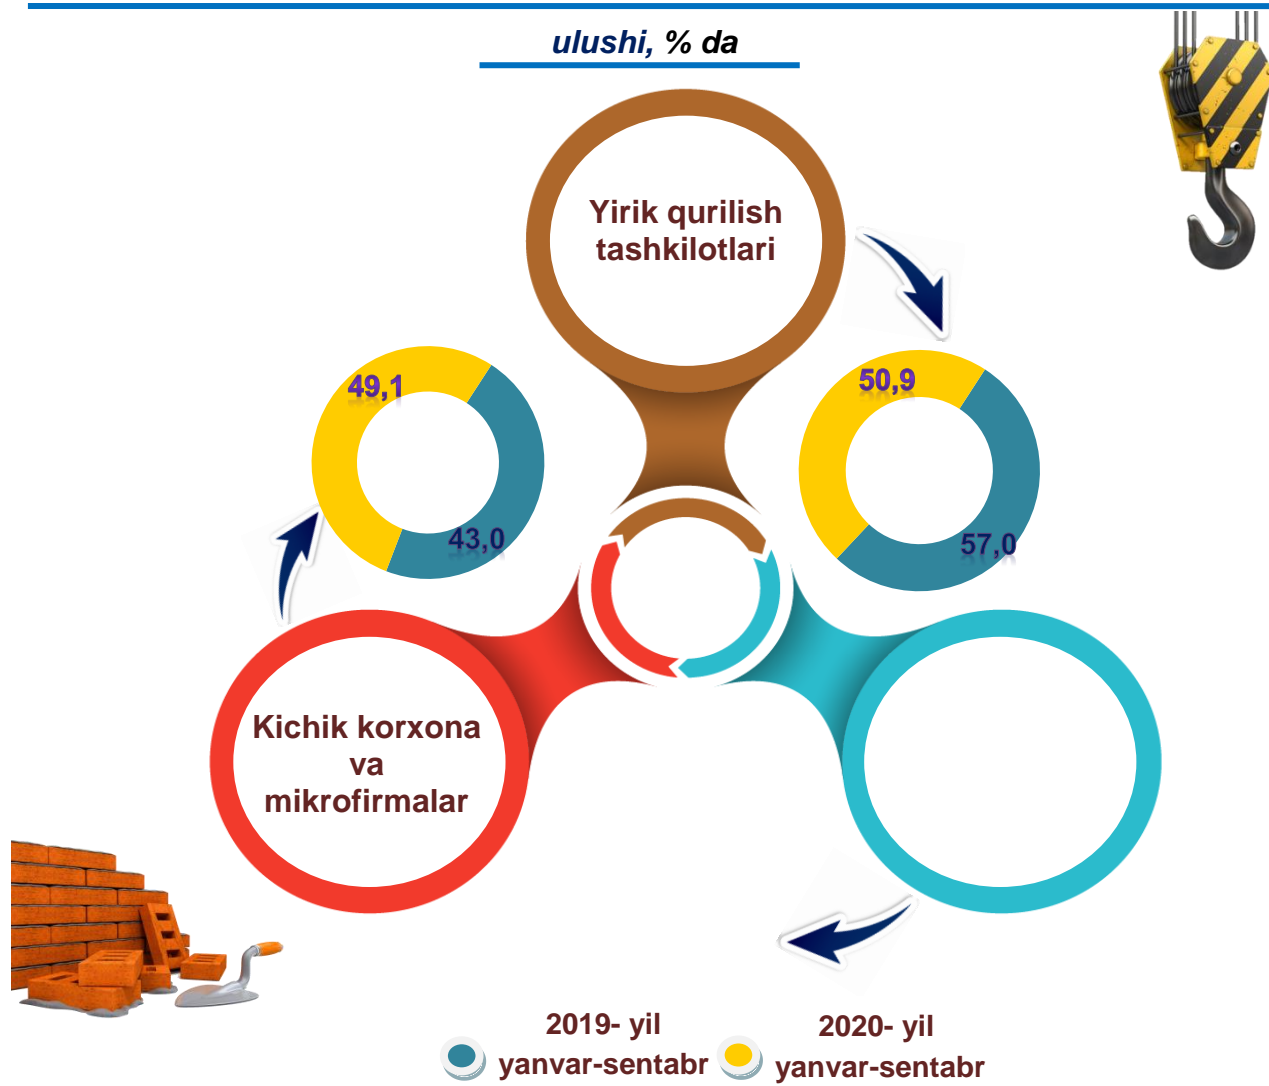 ulushi, % da
Yirik qurilish
tashkilotlari
49,1
50,9
43,0
57,0
Kichik korxona
va
mikrofirmalar
2019- yil
yanvar-sentabr
2020- yil
yanvar-sentabr